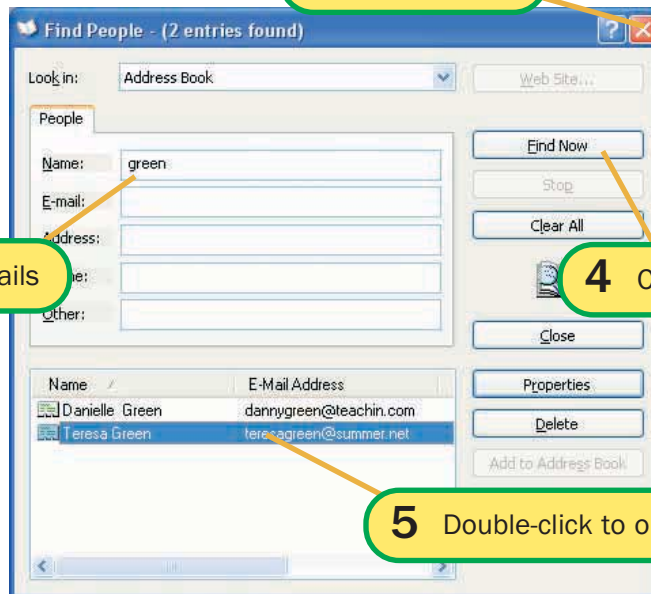 Find People - (2 entries found)
Look in: Address Book
Web Site...
People
Name: green
Find Now
E-mail:
Stop
ddress:
Clear All
ails
ne:
4
Other:
Close
Name E-Mail Address
Properties
Danielle Green dannygreen@teachin.com
Delete
Teresa Green teresagreen@summer.net
Add to Address Book
5 Double-click to o